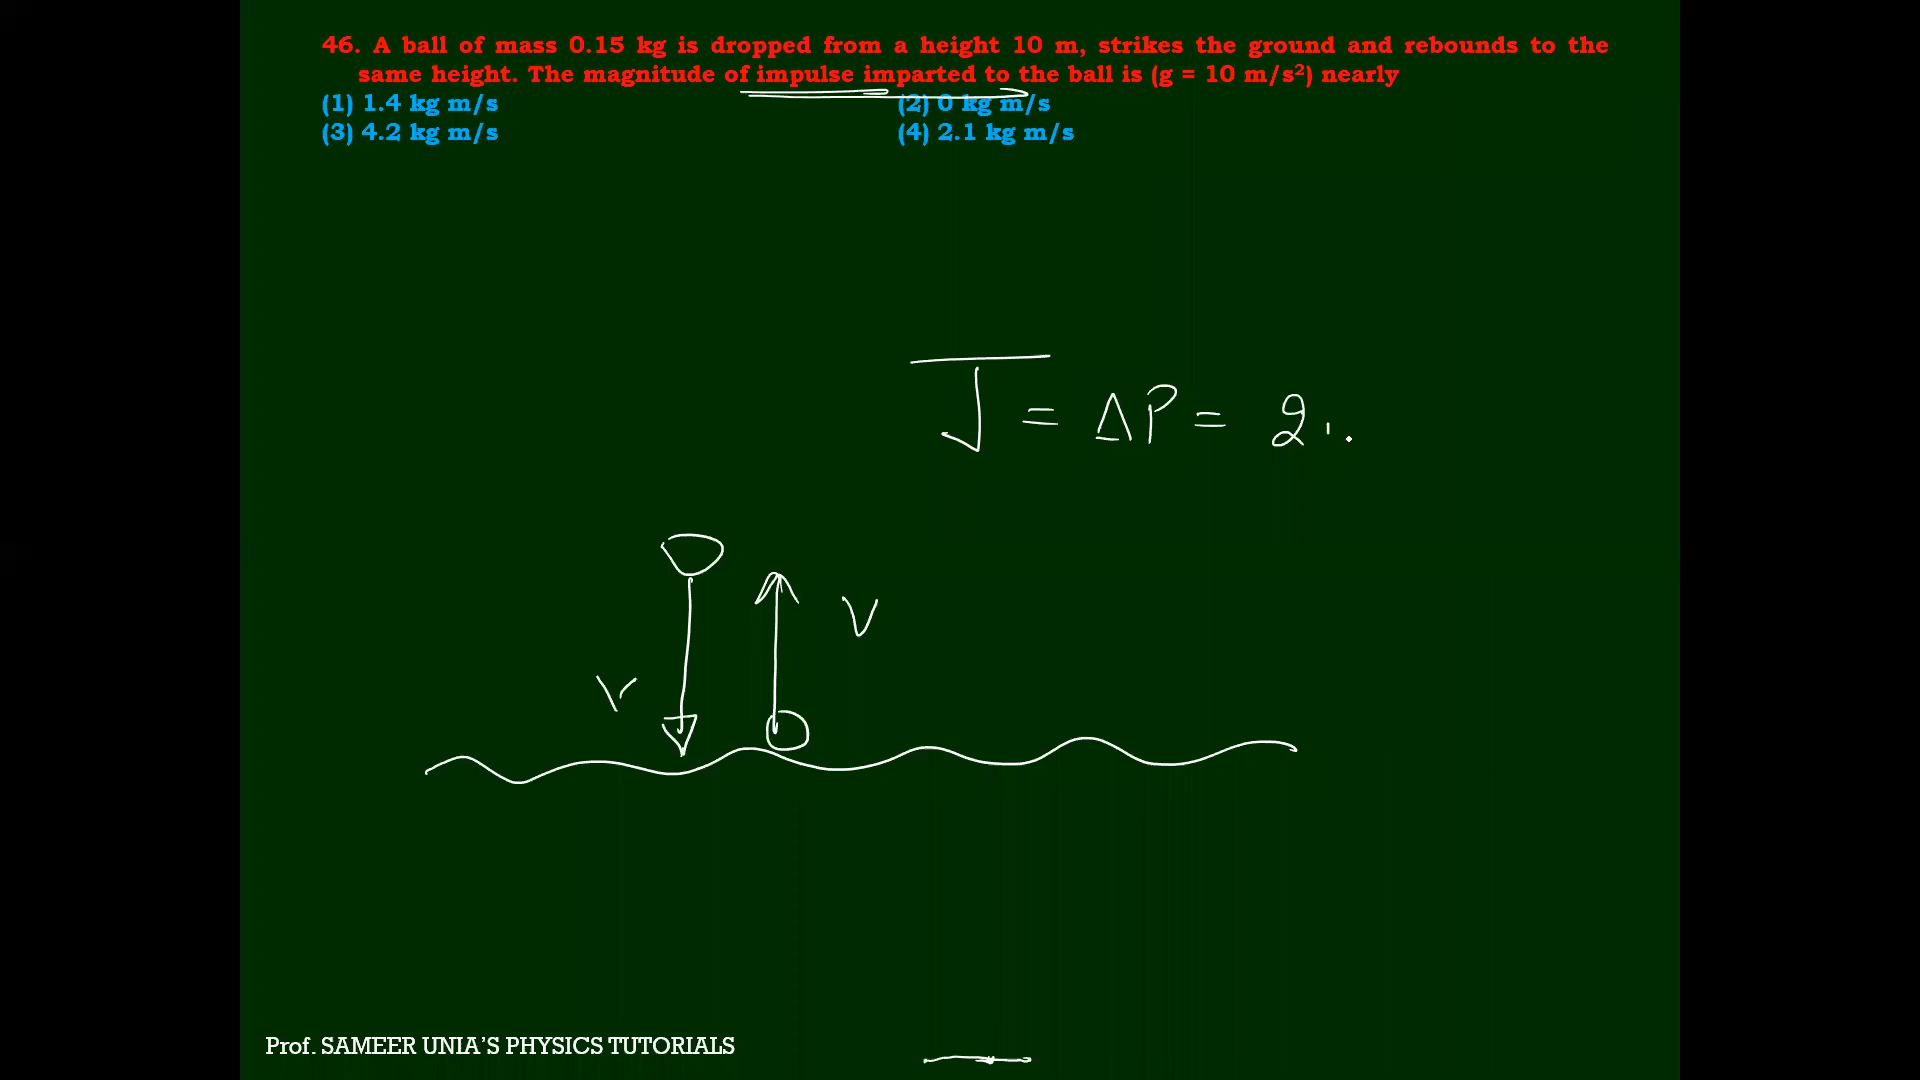 46. A ball of mass 0.15 kg is dropped from a height 10 m, strikes the ground and rebounds to the
same height. The magnitude of impulse imparted to the ball is (g = 10 m/s²) nearly
(1) 1.4 kg m/s (2) 0 kg m/s
(3) 4.2 kg m/s (4) 2.1 kg m/s
J = ΔP = 2
V
V
Prof. SAMEER UNIA'S PHYSICS TUTORIALS